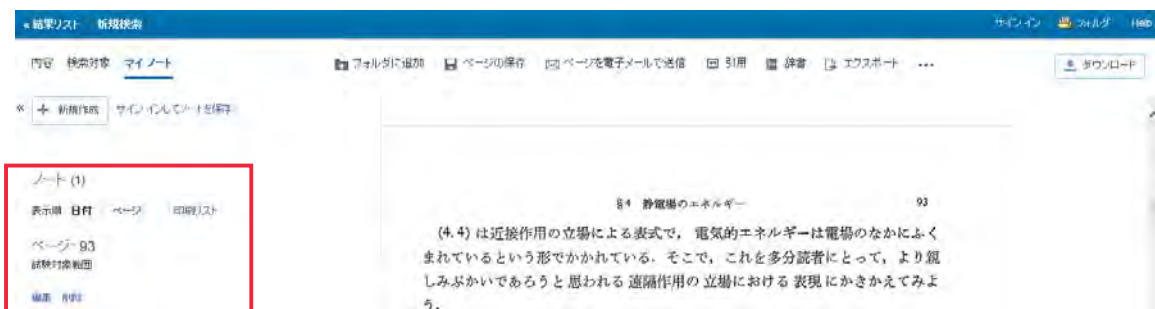 « 結果リスト 新規検索 サインイン フォルダ Help
内容 検索対象 マイノート フォルダに追加 ページの保存 ページを電子メールで送信 引用 辞書 エクスポート ... ダウンロード
« + 新規作成 サインインしてノートを保存
ノート (1)
§4 静電場のエネルギー 93
表示順 日付 ページ 印刷リスト
(4.4) は近接作用の立場による表式で，電気的エネルギーは電場のなかにふく
ページ 93
まれているという形でかかれている．そこで，これを多分読者にとって，より親
試験対象範囲
しみぶかいであろうと思われる遠隔作用の立場における表現にかきかえてみよ
編集 削除
う．